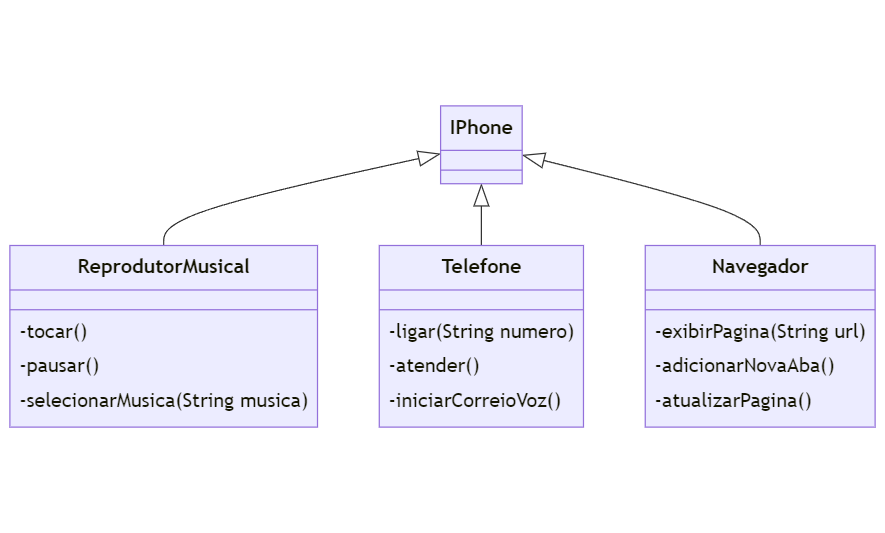 IPhone
ReprodutorMusical
-tocar()
-pausar()
-selecionarMusica(String musica)
Telefone
-ligar(String numero)
-atender()
-iniciarCorreioVoz()
Navegador
-exibirPagina(String url)
-adicionarNovaAba()
-atualizarPagina()